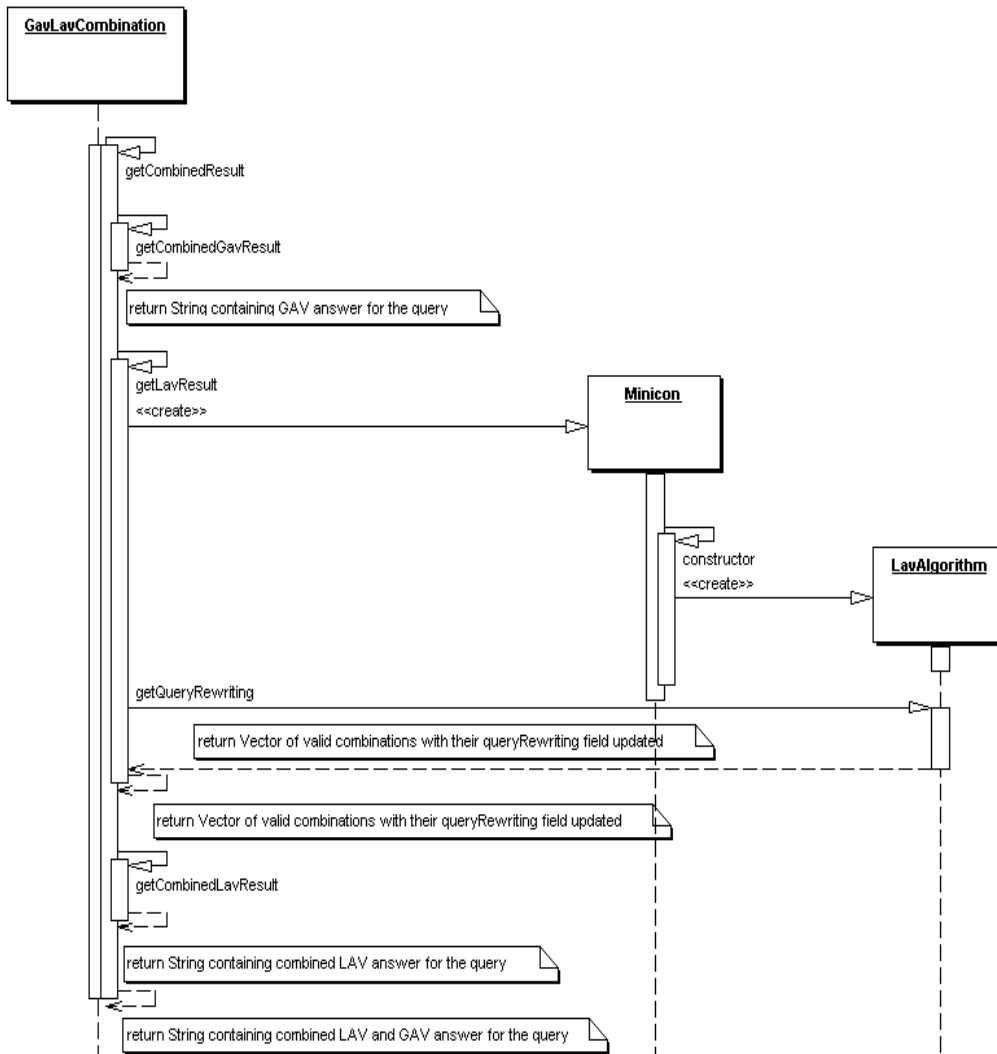 GavLavCombination
getCombinedResult
getCombinedGavResult
return String containing GAV answer for the query
getLavResult
<<create>>
Minicon
constructor
<<create>>
LavAlgorithm
getQueryRewriting
return Vector of valid combinations with their queryRewriting field updated
return Vector of valid combinations with their queryRewriting field updated
getCombinedLavResult
return String containing combined LAV answer for the query
return String containing combined LAV and GAV answer for the query